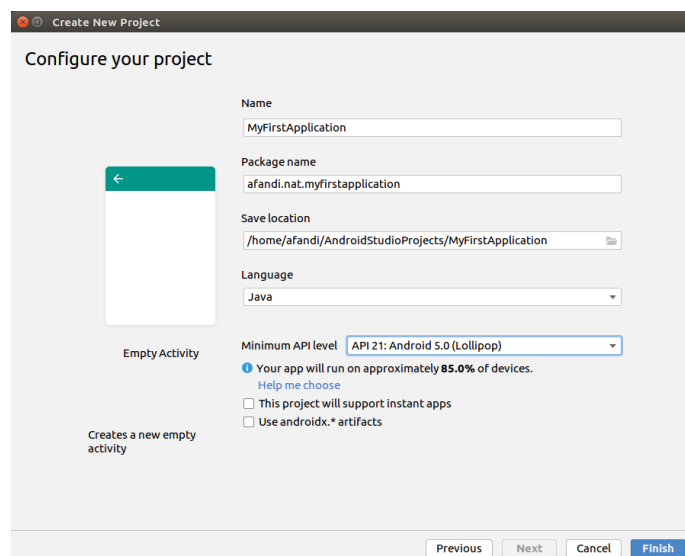 Create New Project
Configure your project
Name
MyFirstApplication
Package name
afandi.nat.myfirstapplication
Save location
/home/afandi/AndroidStudioProjects/MyFirstApplication
Language
Java
Minimum API level API 21: Android 5.0 (Lollipop)
Empty Activity
Your app will run on approximately 85.0% of devices.
Help me choose
This project will support instant apps
Use androidx.* artifacts
Creates a new empty
activity
Previous Next Cancel Finish